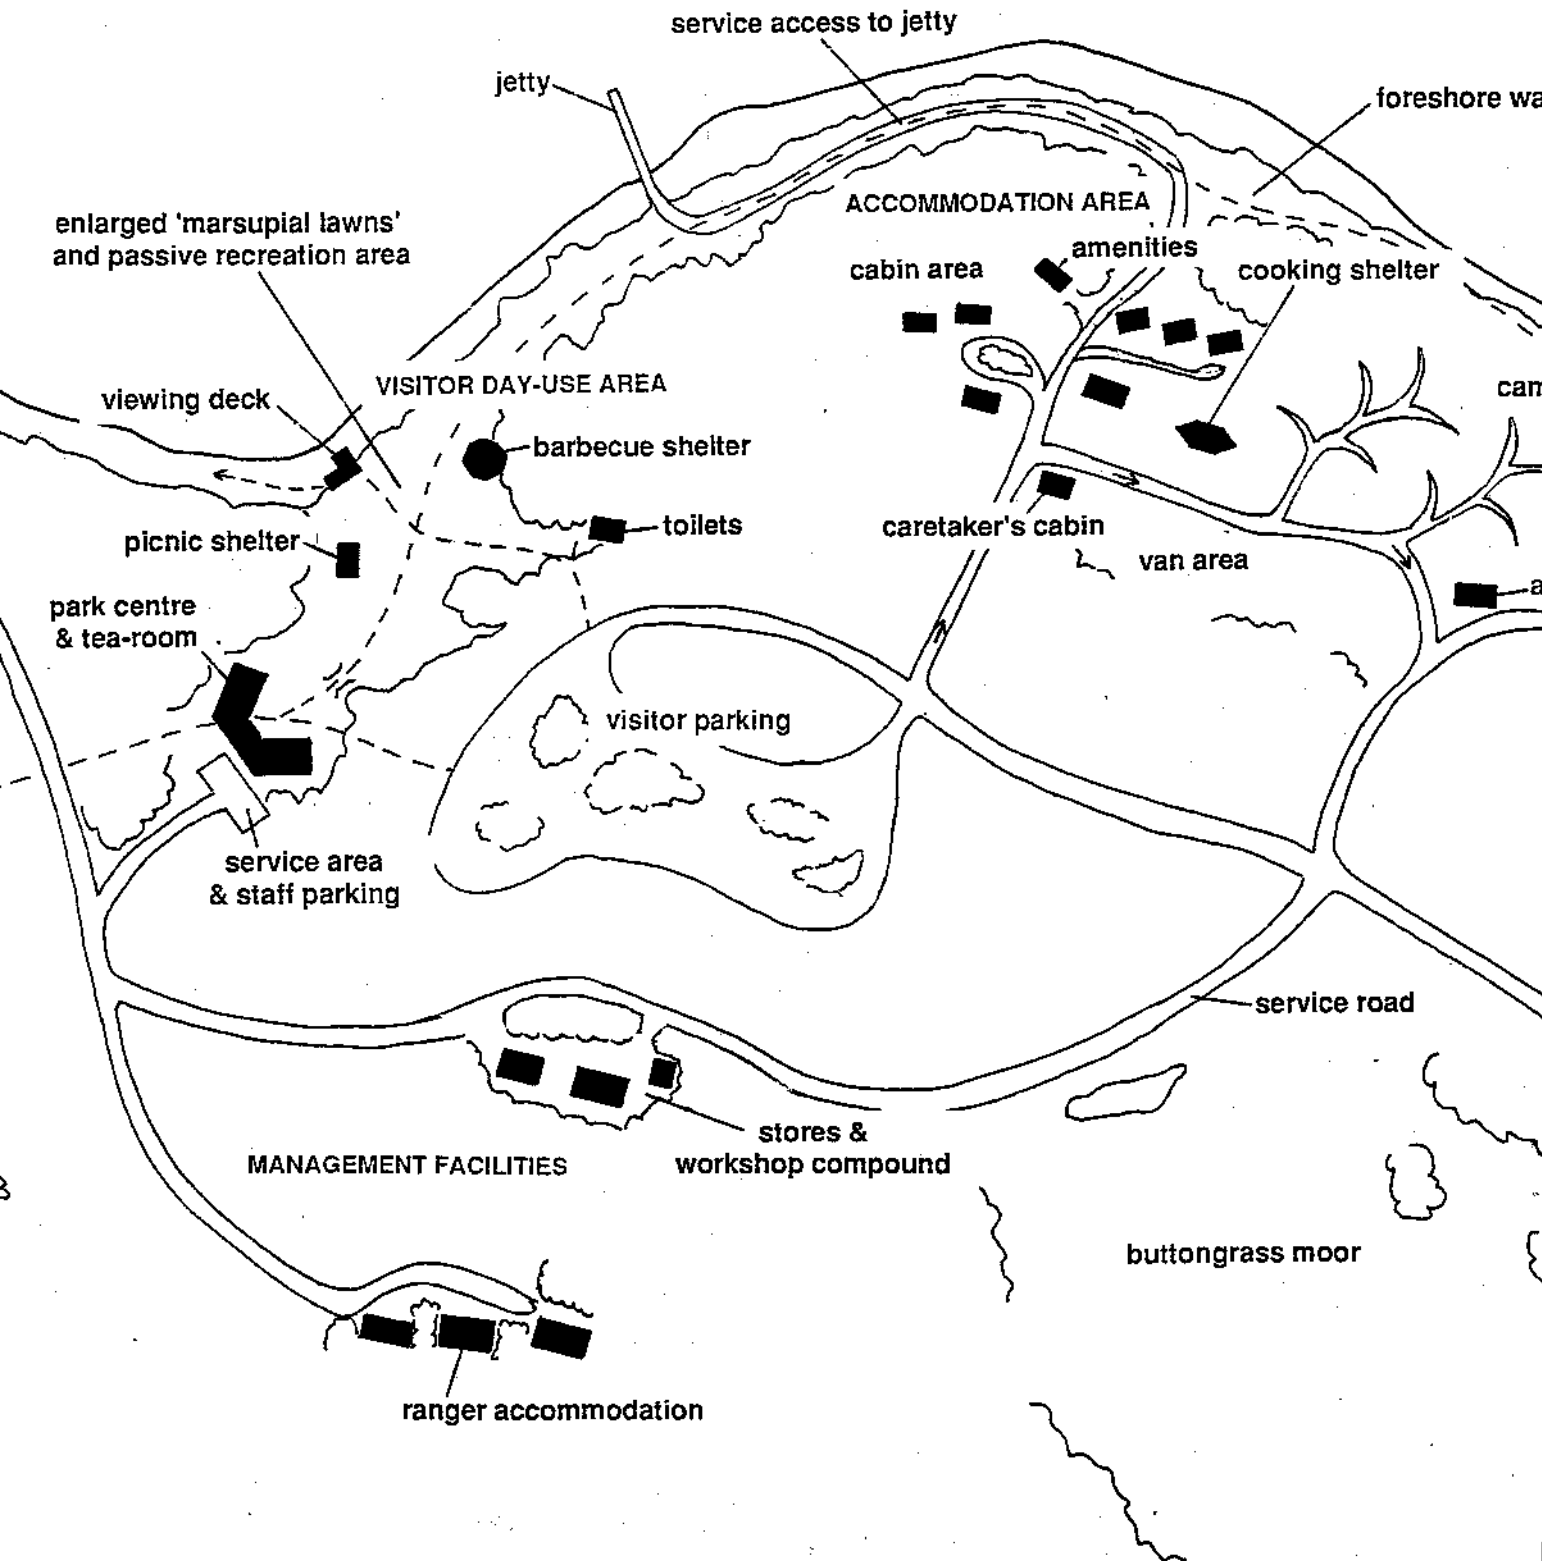 service access to jetty
jetty
foreshore
ACCOMMODATION AREA
enlarged 'marsupial lawns'
and passive recreation area
amenities
cabin area
cooking shelter
VISITOR DAY-USE AREA
viewing deck
barbecue shelter
toilets
caretaker's cabin
picnic shelter
van area
park centre
& tea-room
visitor parking
service area
& staff parking
service road
stores &
workshop compound
MANAGEMENT FACILITIES
buttongrass moor
ranger accommodation